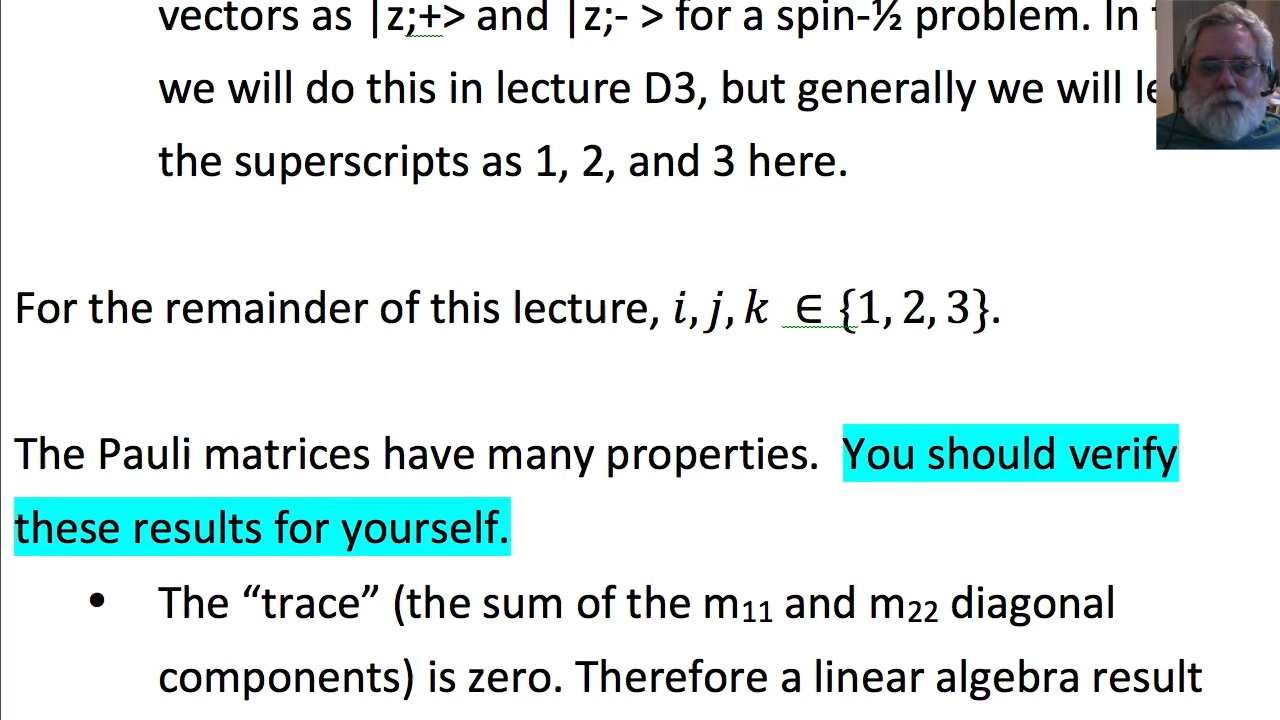 vectors as |z;+> and |z;- > for a spin-½ problem. In
we will do this in lecture D3, but generally we will
the superscripts as 1, 2, and 3 here.
For the remainder of this lecture, i, j, k ∈ {1, 2, 3}.
The Pauli matrices have many properties. You should verify
these results for yourself.
• The “trace” (the sum of the m₁₁ and m₂₂ diagonal
components) is zero. Therefore a linear algebra result